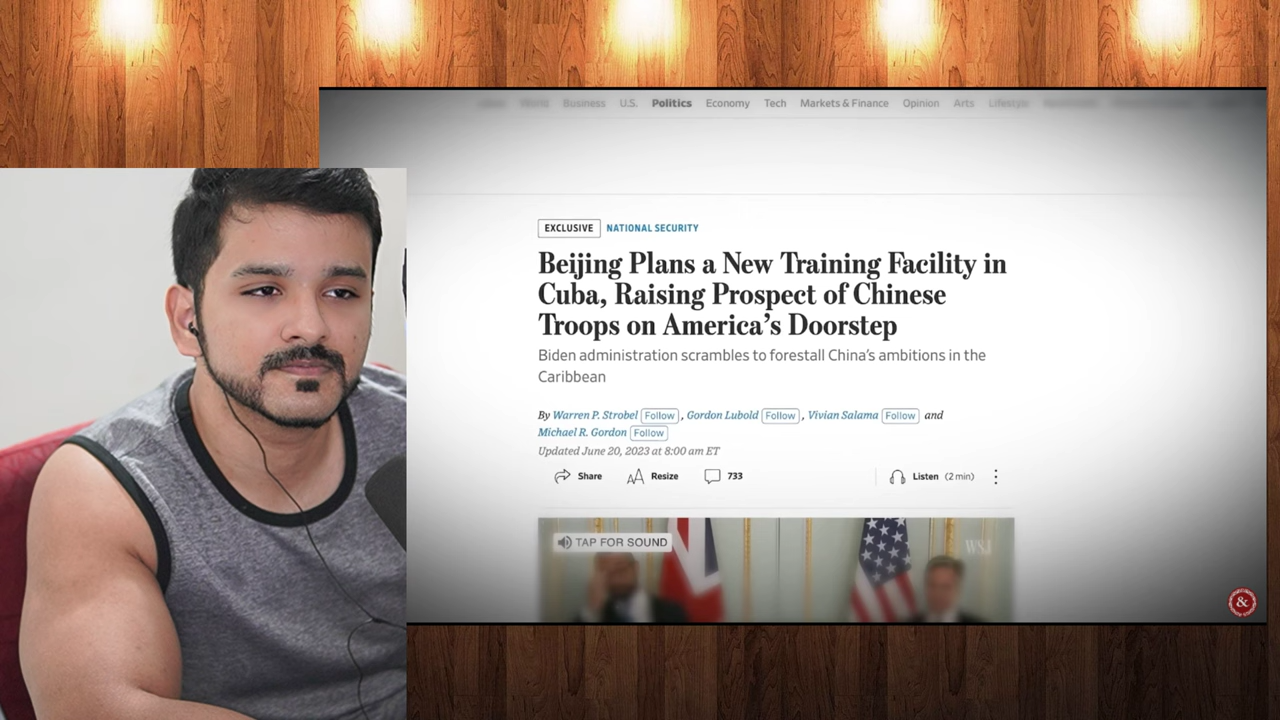 U.S. Politics Economy Tech Markets & Finance Opinion Arts
Business
Lifestyle
EXCLUSIVE NATIONAL SECURITY
Beijing Plans a New Training Facility in
Cuba, Raising Prospect of Chinese
Troops on America's Doorstep
Biden administration scrambles to forestall China's ambitions in the
Caribbean
By Warren P. Strobel Follow , Gordon Lubold Follow , Vivian Salama Follow and
Michael R. Gordon Follow
Updated June 20, 2023 at 8:00 am ET
Share AA Resize 733 Listen (2 min)
TAP FOR SOUND
WSJ
&